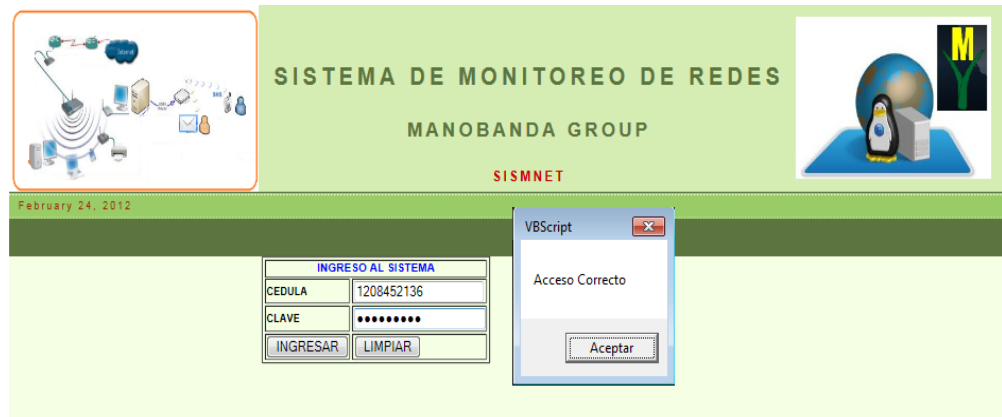 SISTEMA DE MONITOREO DE REDES
MANOBANDA GROUP
SISMNET
M
February 24, 2012
INGRESO AL SISTEMA
CEDULA 1208452136
CLAVE •••••••••
INGRESAR LIMPIAR
VBScript
Acceso Correcto
Aceptar